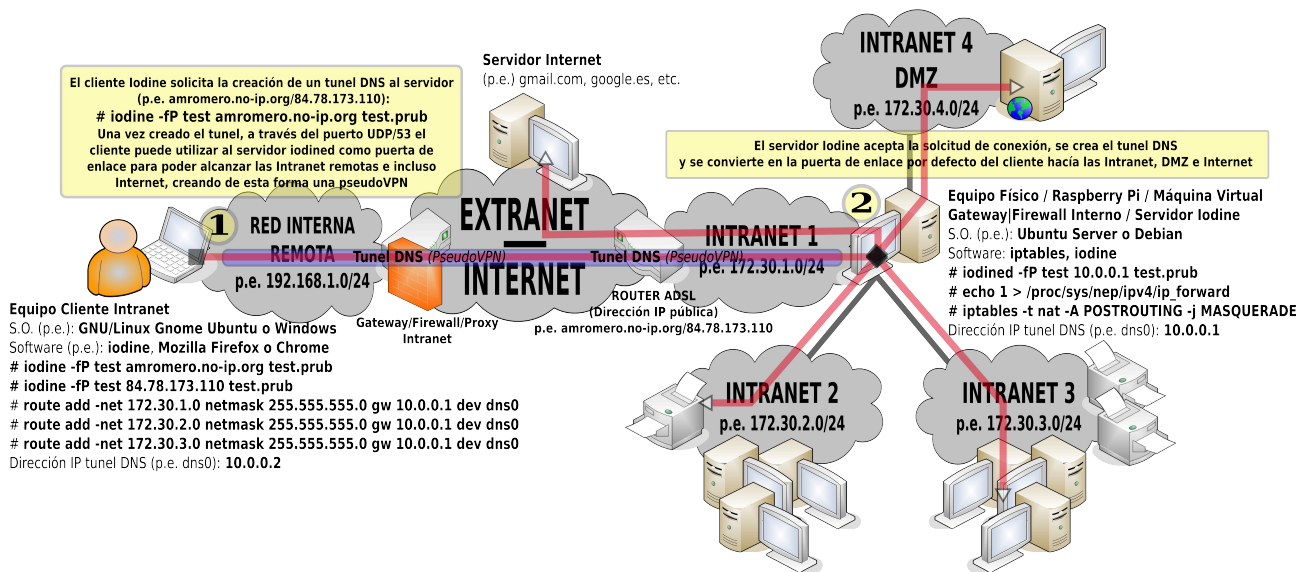 Servidor Internet
(p.e.) gmail.com, google.es, etc.
El cliente Iodine solicita la creación de un tunel DNS al servidor
(p.e. amromero.no-ip.org/84.78.173.110):
# iodine -fP test amromero.no-ip.org test.prub
Una vez creado el tunel, a través del puerto UDP/53 el
cliente puede utilizar al servidor iodined como puerta de
enlace para poder alcanzar las Intranet remotas e incluso
Internet, creando de esta forma una pseudoVPN
INTRANET 4
DMZ
p.e. 172.30.4.0/24
El servidor Iodine acepta la solcitud de conexión, se crea el tunel DNS
y se convierte en la puerta de enlace por defecto del cliente hacía las Intranet, DMZ e Internet
1
RED INTERNA
REMOTA
p.e. 192.168.1.0/24
EXTRANET
INTERNET
Tunel DNS (PseudoVPN)
Tunel DNS (PseudoVPN)
INTRANET 1
p.e. 172.30.1.0/24
2
Equipo Físico / Raspberry Pi / Máquina Virtual
Gateway|Firewall Interno / Servidor Iodine
S.O. (p.e.): Ubuntu Server o Debian
Software: iptables, iodine
# iodined -fP test 10.0.0.1 test.prub
# echo 1 > /proc/sys/nep/ipv4/ip_forward
# iptables -t nat -A POSTROUTING -j MASQUERADE
Dirección IP tunel DNS (p.e. dns0): 10.0.0.1
Gateway/Firewall/Proxy
Intranet
ROUTER ADSL
(Dirección IP pública)
p.e. amromero.no-ip.org/84.78.173.110
Equipo Cliente Intranet
S.O. (p.e.): GNU/Linux Gnome Ubuntu o Windows
Software (p.e.): iodine, Mozilla Firefox o Chrome
# iodine -fP test amromero.no-ip.org test.prub
# iodine -fP test 84.78.173.110 test.prub
# route add -net 172.30.1.0 netmask 255.555.555.0 gw 10.0.0.1 dev dns0
# route add -net 172.30.2.0 netmask 255.555.555.0 gw 10.0.0.1 dev dns0
# route add -net 172.30.3.0 netmask 255.555.555.0 gw 10.0.0.1 dev dns0
Dirección IP tunel DNS (p.e. dns0): 10.0.0.2
INTRANET 2
p.e. 172.30.2.0/24
INTRANET 3
p.e. 172.30.3.0/24